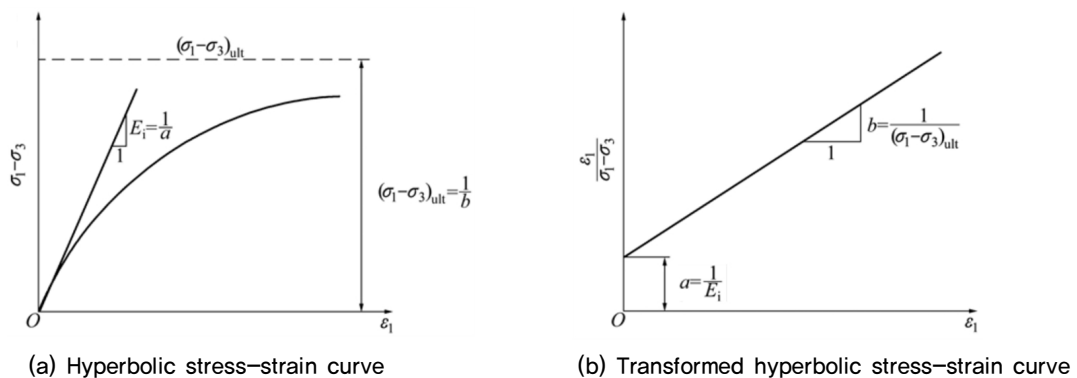 (σ₁−σ₃)ult
Eᵢ=1/a
1
σ₁−σ₃
(σ₁−σ₃)ult=1/b
O
ε₁
(a) Hyperbolic stress-strain curve
b=1/(σ₁−σ₃)ult
1
ε₁/σ₁−σ₃
a=1/Eᵢ
O
ε₁
(b) Transformed hyperbolic stress-strain curve